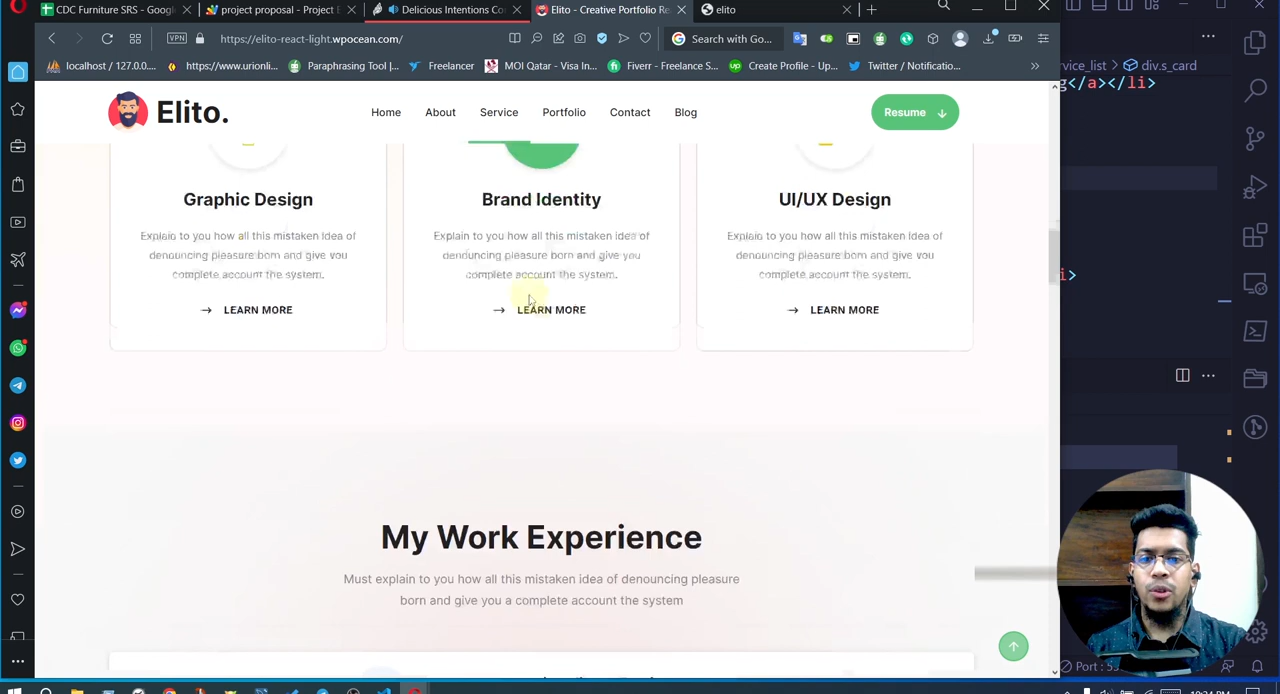 CDC Furniture SRS - Googl
project proposal - Project E
Delicious Intentions Co
Elito - Creative Portfolio Re
elito
VPN
https://elito-react-light.wpocean.com/
Search with Goo...
localhost / 127.0.0....
https://www.urionli...
Paraphrasing Tool |...
Freelancer
MOI Qatar - Visa In...
Fiverr - Freelance S...
Create Profile - Up...
Twitter / Notificatio...
rvice_list > div.s_card
g</a></li>
Elito.
Home
About
Service
Portfolio
Contact
Blog
Resume
Graphic Design
Brand Identity
UI/UX Design
Explain to you how all this mistaken idea of
denouncing pleasure born and give you
complete account the system.
Explain to you how all this mistaken idea of
denouncing pleasure born and give you
complete account the system.
Explain to you how all this mistaken idea of
denouncing pleasure born and give you
complete account the system.
LEARN MORE
LEARN MORE
LEARN MORE
i>
My Work Experience
Must explain to you how all this mistaken idea of denouncing pleasure
born and give you a complete account the system
Port : 55